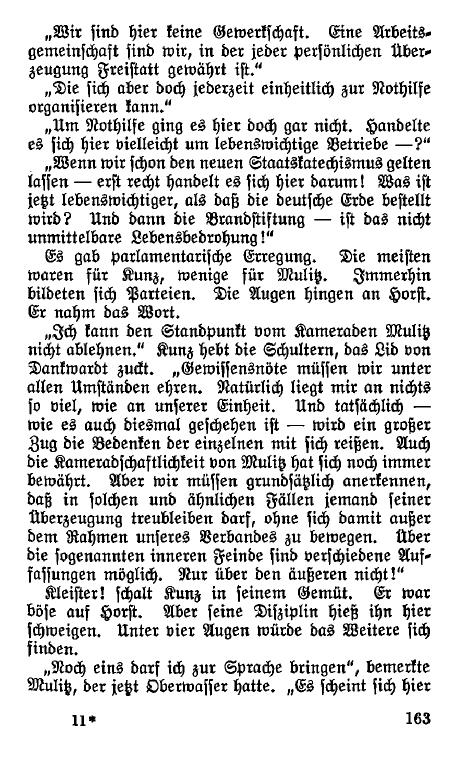 „Wir sind hier keine Gewerkschaft. Eine Arbeits-
gemeinschaft sind wir, in der jeder persönlichen Über-
zeugung Freistatt gewährt ist.“
„Die sich aber doch jederzeit einheitlich zur Nothilfe
organisieren kann.“
„Um Nothilfe ging es hier doch gar nicht. Handelte
es sich hier vielleicht um lebenswichtige Betriebe —?“
„Wenn wir schon den neuen Staatskatechismus gelten
lassen — erst recht handelt es sich hier darum! Was ist
jetzt lebenswichtiger, als daß die deutsche Erde bestellt
wird? Und dann die Brandstiftung — ist das nicht
unmittelbare Lebensbedrohung!“
Es gab parlamentarische Erregung. Die meisten
waren für Kunz, wenige für Mulitz. Immerhin
bildeten sich Parteien. Die Augen hingen an Horst.
Er nahm das Wort.
„Ich kann den Standpunkt vom Kameraden Mulitz
nicht ablehnen.“ Kunz hebt die Schultern, das Lid von
Dankwardt zuckt. „Gewissensnöte müssen wir unter
allen Umständen ehren. Natürlich liegt mir an nichts
so viel, wie an unserer Einheit. Und tatsächlich —
wie es auch diesmal geschehen ist — wird ein großer
Zug die Bedenken der einzelnen mit sich reißen. Auch
die Kameradschaftlichkeit von Mulitz hat sich noch immer
bewährt. Aber wir müssen grundsätzlich anerkennen,
daß in solchen und ähnlichen Fällen jemand seiner
Überzeugung treubleiben darf, ohne sich damit außer
dem Rahmen unseres Verbandes zu bewegen. Über
die sogenannten inneren Feinde sind verschiedene Auf-
fassungen möglich. Nur über den äußeren nicht!“
Kleister! schalt Kunz in seinem Gemüt. Er war
böse auf Horst. Aber seine Disziplin hieß ihn hier
schweigen. Unter vier Augen würde das Weitere sich
finden.
„Noch eins darf ich zur Sprache bringen“, bemerkte
Mulitz, der jetzt Oberwasser hatte. „Es scheint sich hier
11* 163